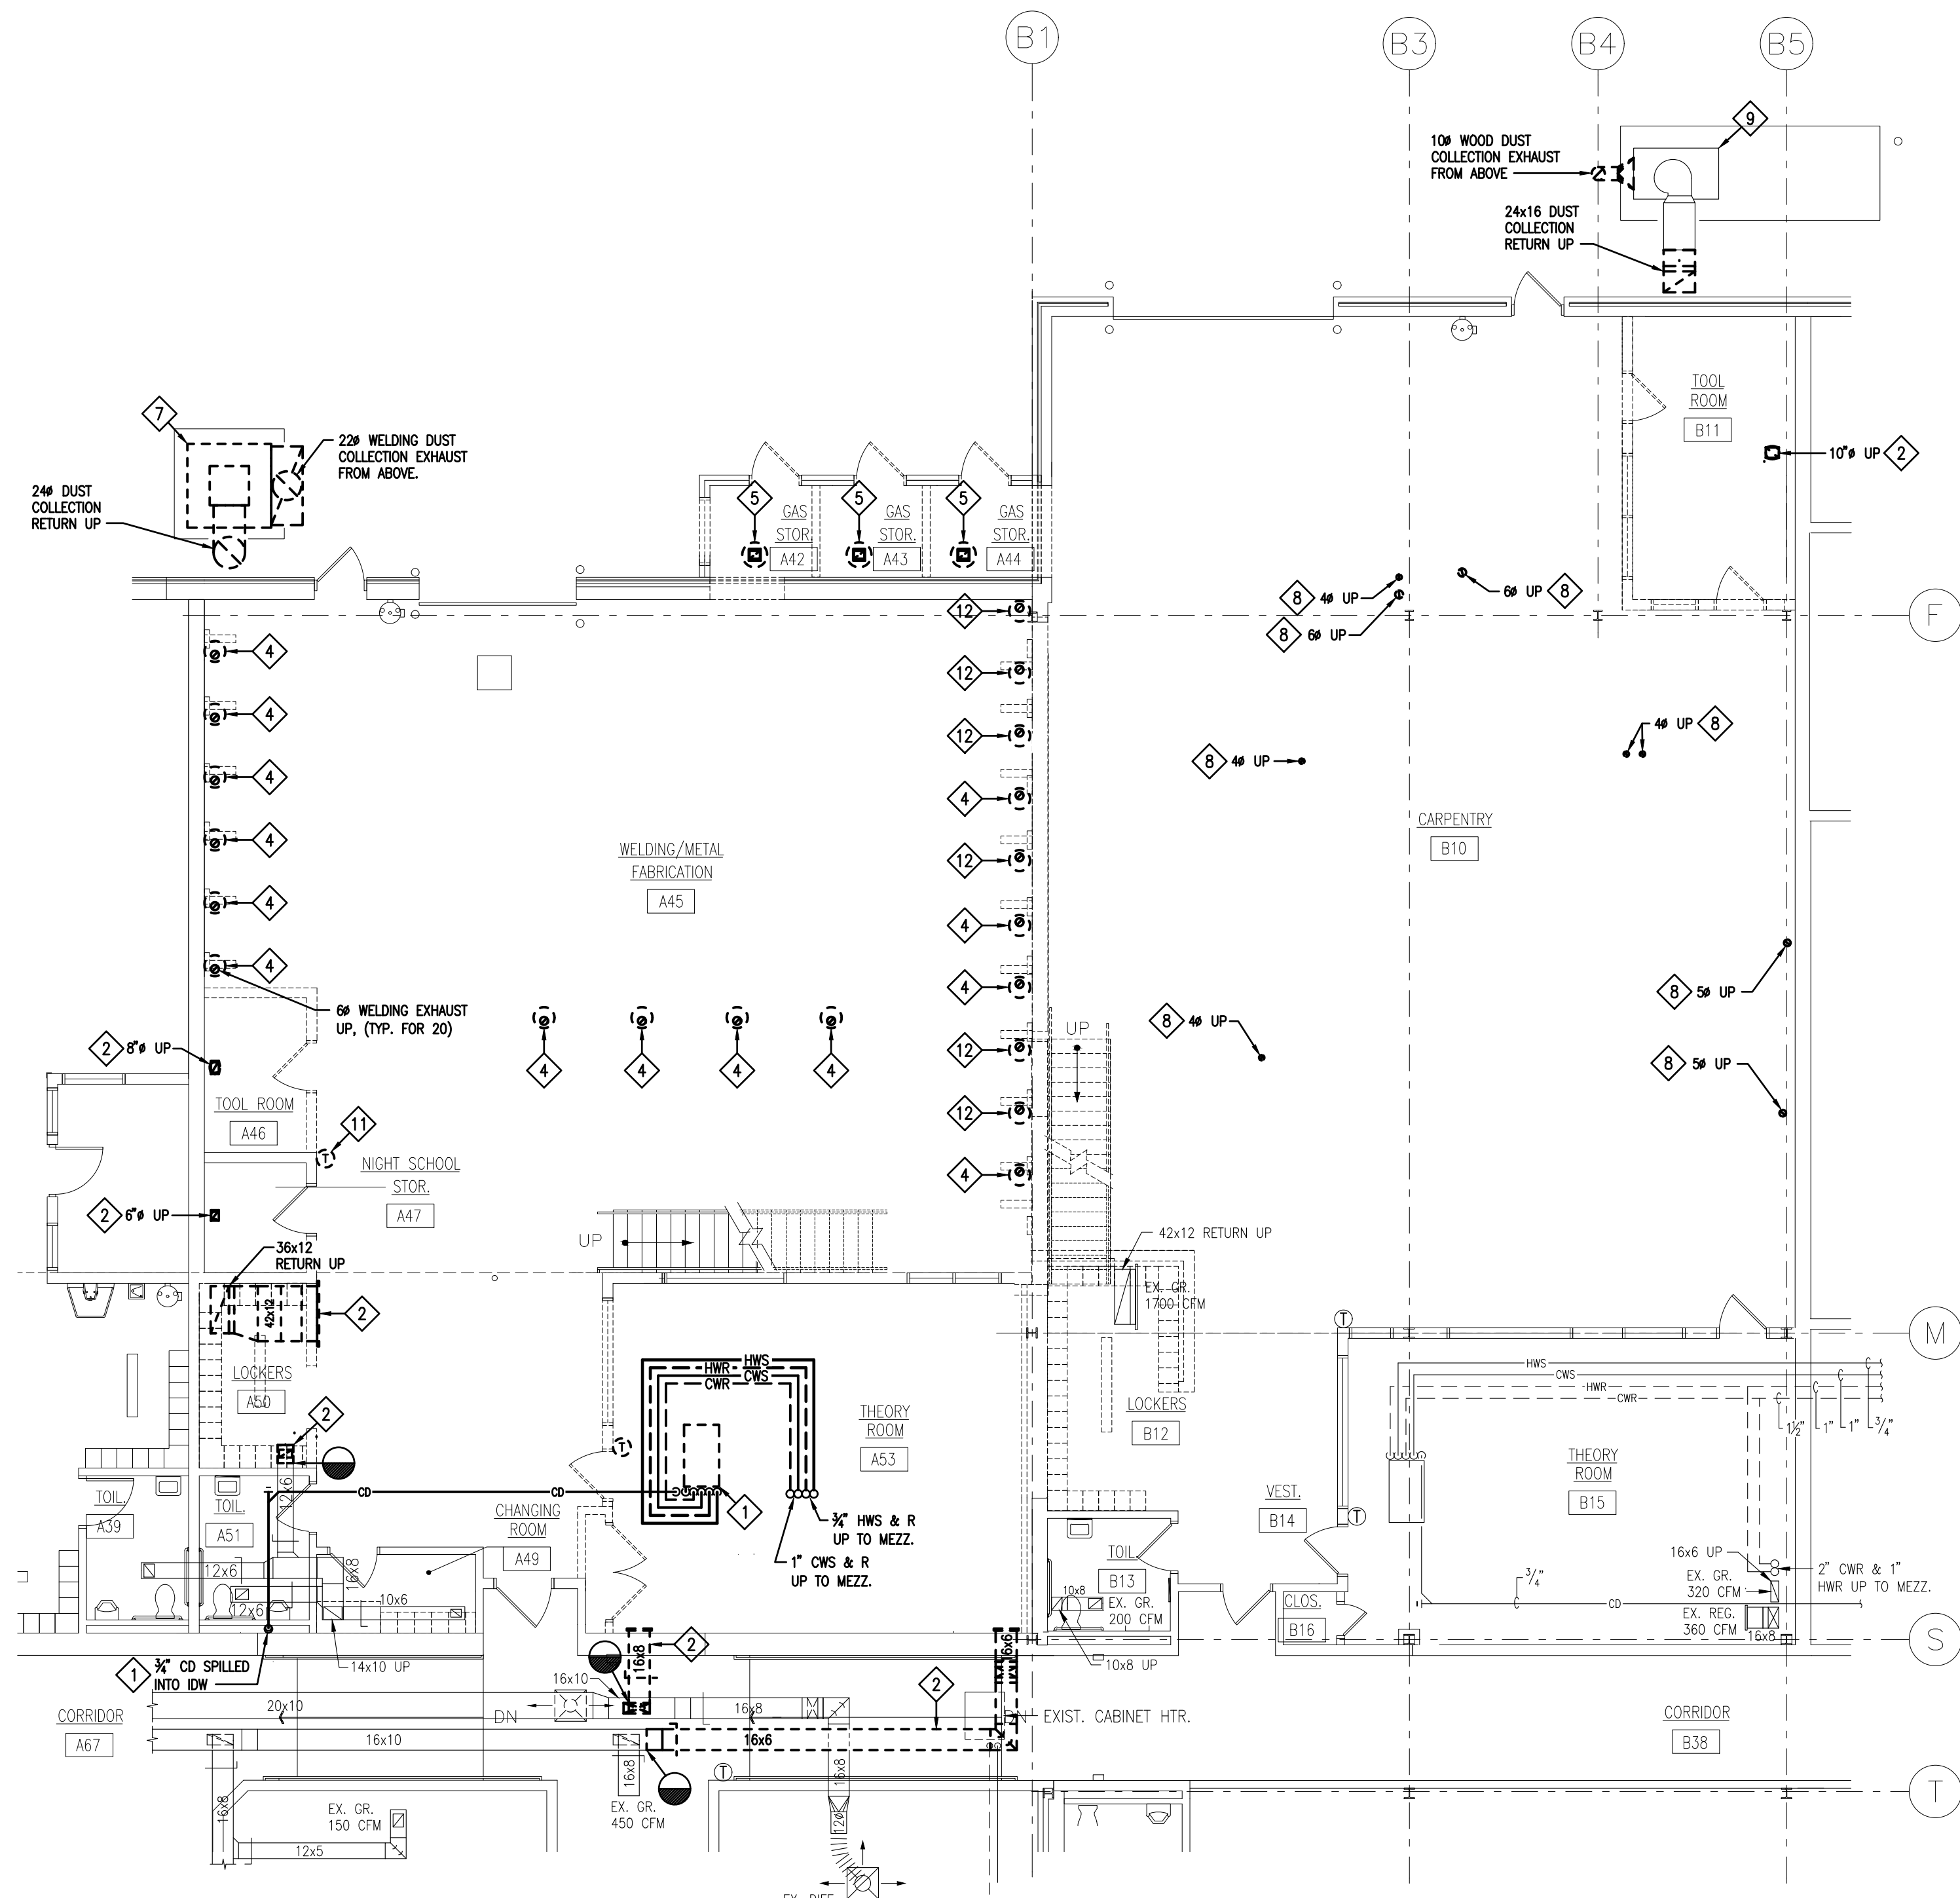 B1
B3
B4
B5
9
10ø WOOD DUST
COLLECTION EXHAUST
FROM ABOVE
24x16 DUST
COLLECTION
RETURN UP
7
22ø WELDING DUST
COLLECTION EXHAUST
FROM ABOVE.
24ø DUST
COLLECTION
RETURN UP
TOOL
ROOM
B11
10"ø UP 2
5
5
5
GAS
STOR.
A42
GAS
STOR.
A43
GAS
STOR.
A44
8 4ø UP
8 6ø UP
6ø UP 8
F
12
12
12
4
12
4
4
12
12
4
4
4
4
4
4
4
4ø UP 8
8 4ø UP
WELDING/METAL
FABRICATION
A45
CARPENTRY
B10
8 5ø UP
8 4ø UP
8 5ø UP
6ø WELDING EXHAUST
UP, (TYP. FOR 20)
4
4
4
4
2 8"ø UP
TOOL ROOM
A46
11
T
NIGHT SCHOOL
STOR.
A47
2 6"ø UP
UP
UP
36x12
RETURN UP
42x12
2
42x12 RETURN UP
EX. GR.
1700 CFM
T
M
LOCKERS
A50
2
HWS
HWR
CWS
CWR
THEORY
ROOM
A53
T
LOCKERS
B12
HWS
CWS
HWR
CWR
1½"
1"
1"
¾"
THEORY
ROOM
B15
TOIL.
A39
TOIL.
A51
12x6
CD
CD
CHANGING
ROOM
A49
1
¾" HWS & R
UP TO MEZZ.
1" CWS & R
UP TO MEZZ.
VEST.
B14
T
TOIL.
B13
10x8
EX. GR.
200 CFM
CLOS.
B16
16x6 UP
EX. GR.
320 CFM
2" CWR & 1"
HWR UP TO MEZZ.
¾"
CD
EX. REG.
360 CFM
16x8
12x6
12x6
16x8
10x6
S
1 ¾" CD SPILLED
INTO IDW
14x10 UP
16x8
2
16x6
10x8 UP
16x10
2
CORRIDOR
A67
20x10
DN
16x8
DN
EXIST. CABINET HTR.
CORRIDOR
B38
16x10
16x6
16x8
16x8
T
T
16x8
EX. GR.
150 CFM
12x5
EX. GR.
450 CFM
12ø